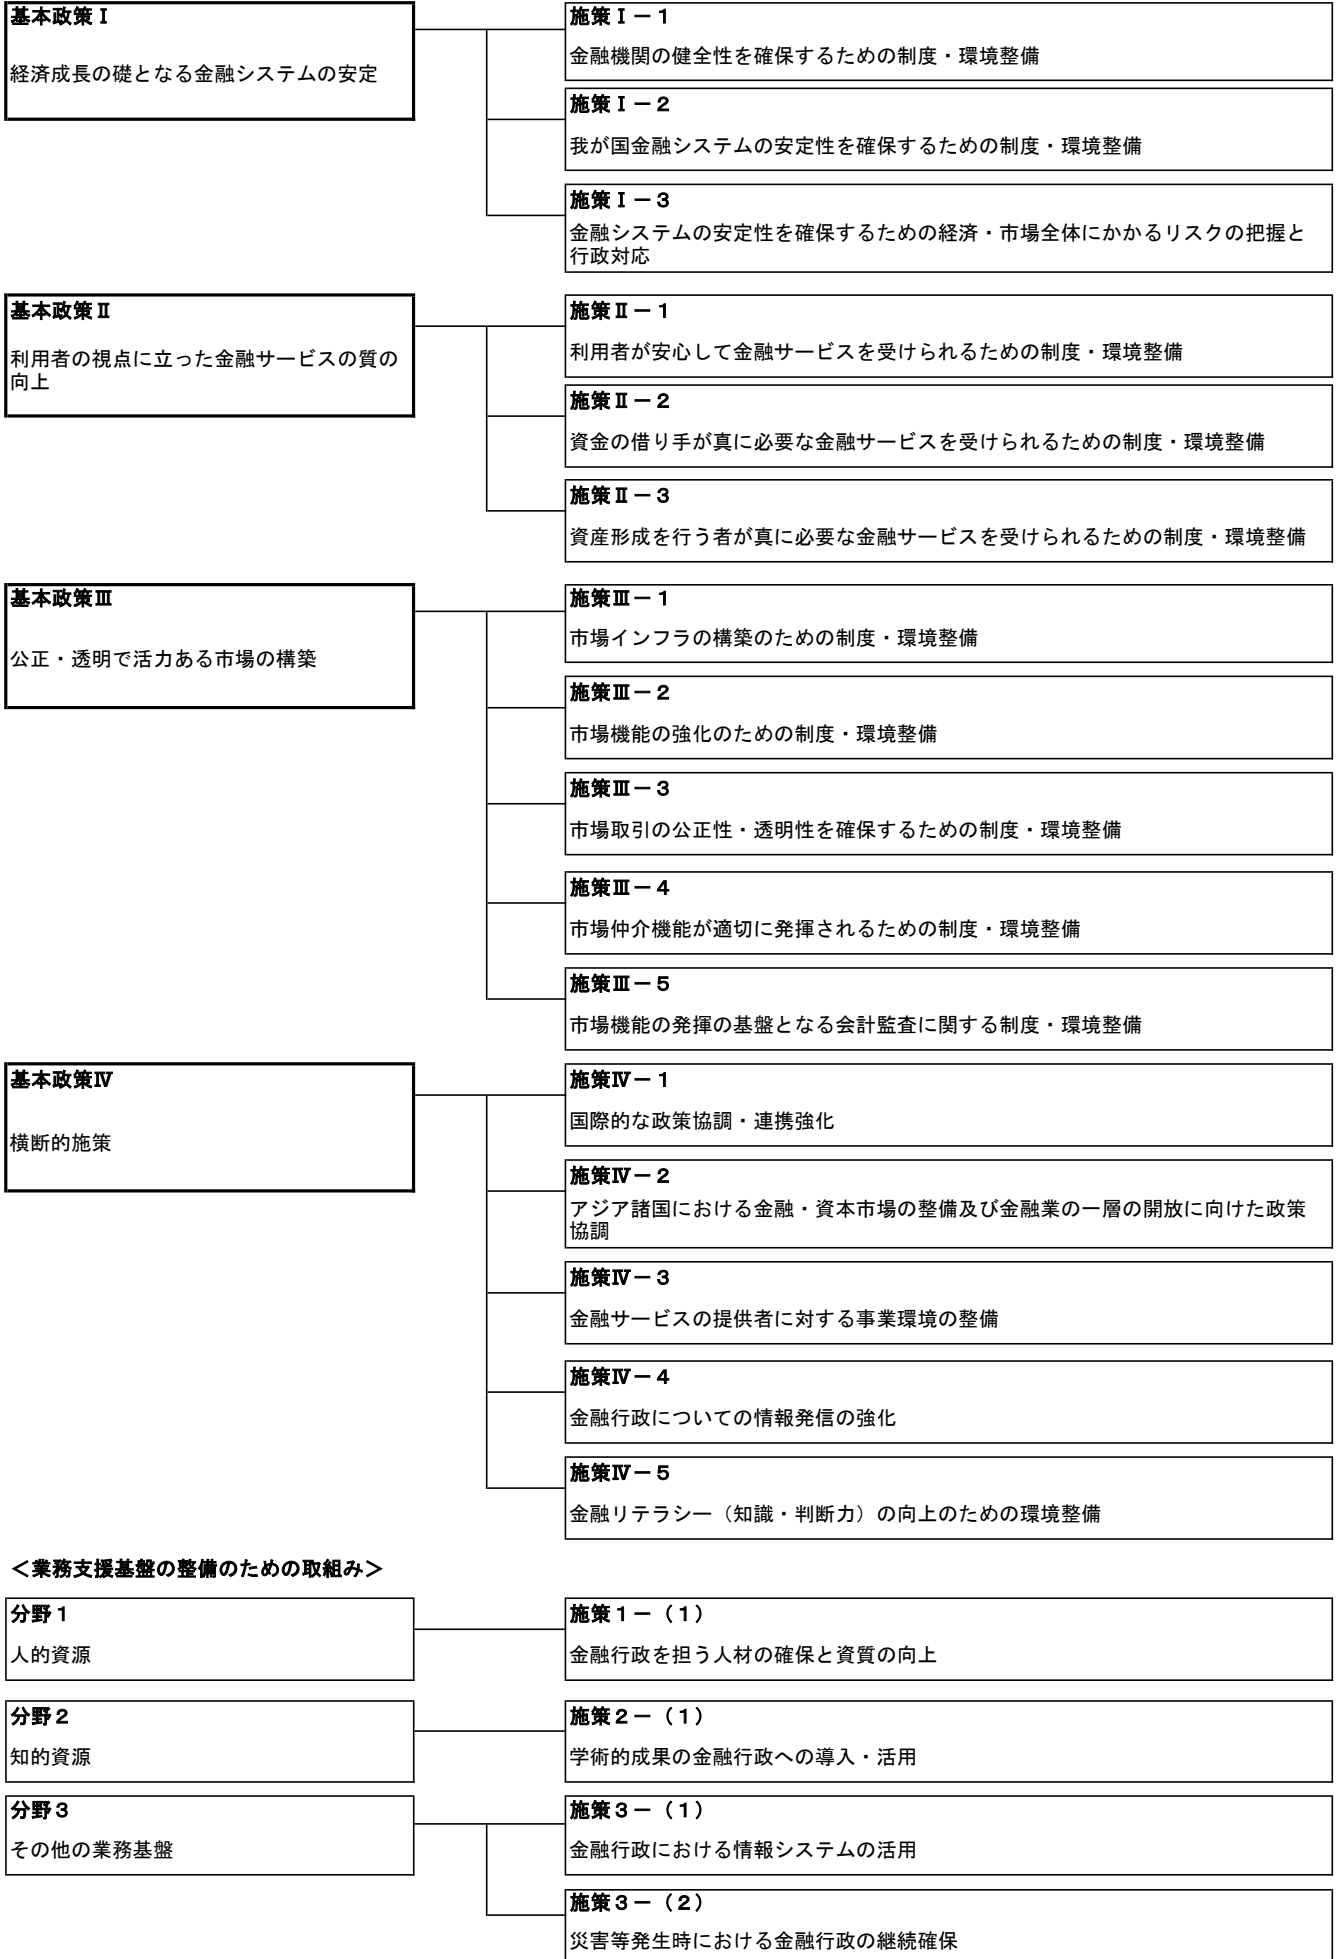 基本政策Ⅰ
経済成長の礎となる金融システムの安定
施策Ⅰ－１
金融機関の健全性を確保するための制度・環境整備
施策Ⅰ－２
我が国金融システムの安定性を確保するための制度・環境整備
施策Ⅰ－３
金融システムの安定性を確保するための経済・市場全体にかかるリスクの把握と
行政対応
基本政策Ⅱ
利用者の視点に立った金融サービスの質の
向上
施策Ⅱ－１
利用者が安心して金融サービスを受けられるための制度・環境整備
施策Ⅱ－２
資金の借り手が真に必要な金融サービスを受けられるための制度・環境整備
施策Ⅱ－３
資産形成を行う者が真に必要な金融サービスを受けられるための制度・環境整備
基本政策Ⅲ
公正・透明で活力ある市場の構築
施策Ⅲ－１
市場インフラの構築のための制度・環境整備
施策Ⅲ－２
市場機能の強化のための制度・環境整備
施策Ⅲ－３
市場取引の公正性・透明性を確保するための制度・環境整備
施策Ⅲ－４
市場仲介機能が適切に発揮されるための制度・環境整備
施策Ⅲ－５
市場機能の発揮の基盤となる会計監査に関する制度・環境整備
基本政策Ⅳ
横断的施策
施策Ⅳ－１
国際的な政策協調・連携強化
施策Ⅳ－２
アジア諸国における金融・資本市場の整備及び金融業の一層の開放に向けた政策
協調
施策Ⅳ－３
金融サービスの提供者に対する事業環境の整備
施策Ⅳ－４
金融行政についての情報発信の強化
施策Ⅳ－５
金融リテラシー（知識・判断力）の向上のための環境整備
＜業務支援基盤の整備のための取組み＞
分野１
人的資源
施策１－（１）
金融行政を担う人材の確保と資質の向上
分野２
知的資源
施策２－（１）
学術的成果の金融行政への導入・活用
分野３
その他の業務基盤
施策３－（１）
金融行政における情報システムの活用
施策３－（２）
災害等発生時における金融行政の継続確保